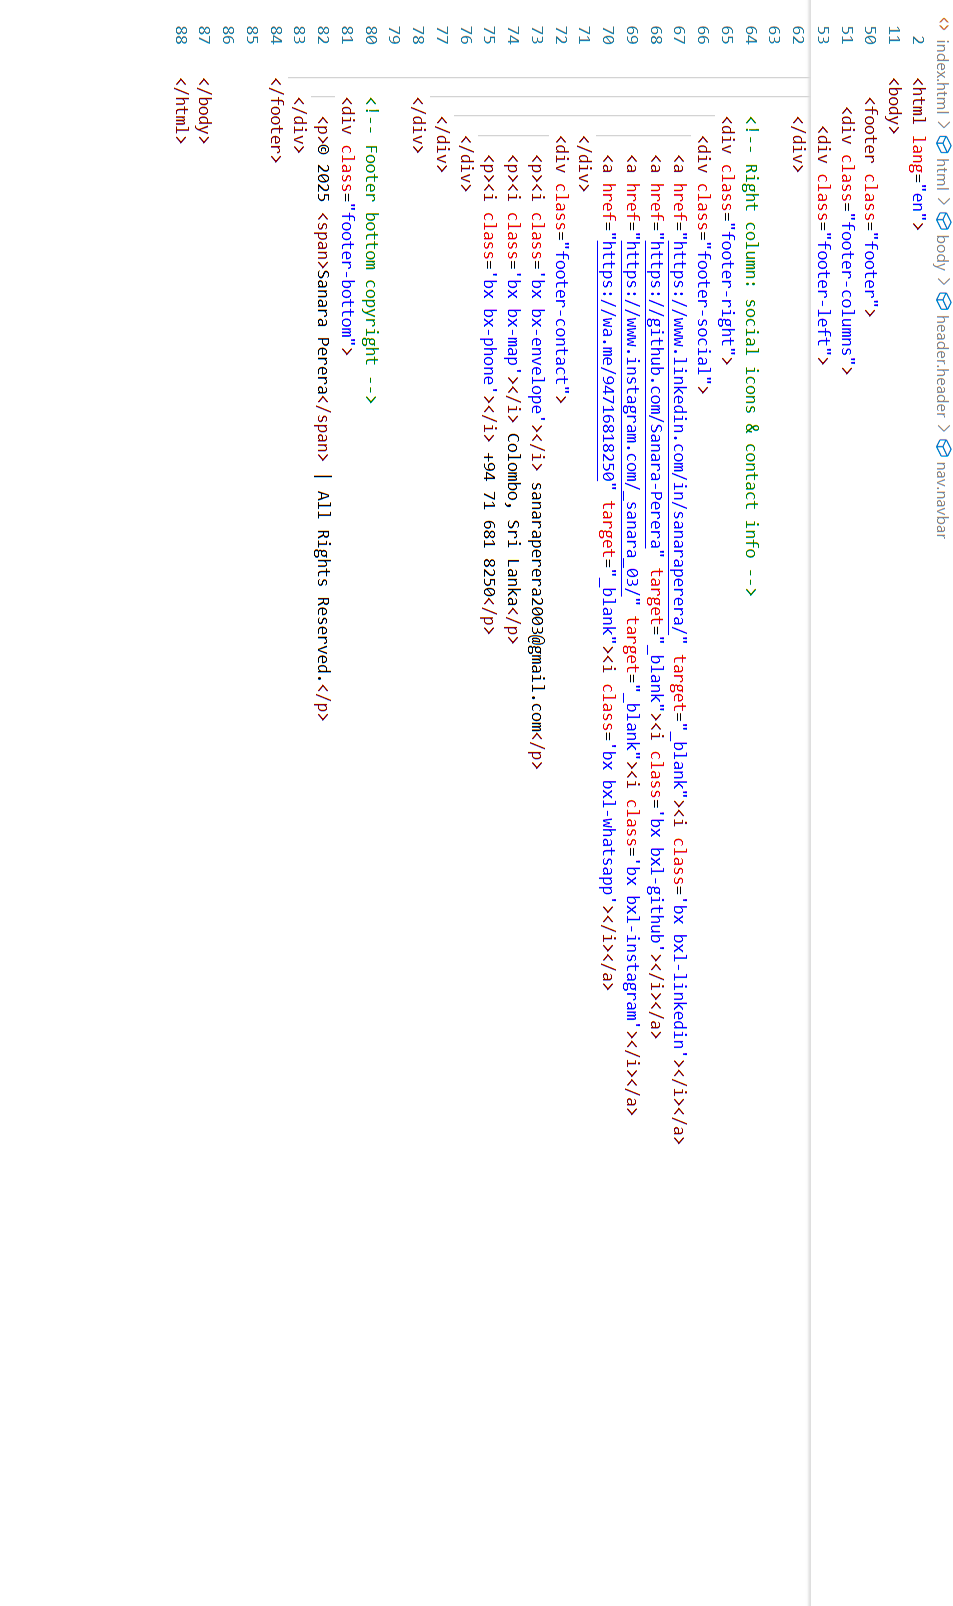 index.html > html > body > header.header > nav.navbar
2 <html lang="en">
11 <body>
50 <footer class="footer">
51 <div class="footer-columns">
53 <div class="footer-left">
62 </div>
63
64 <!-- Right column: social icons & contact info -->
65 <div class="footer-right">
66 <div class="footer-social">
67 <a href="https://www.linkedin.com/in/sanaraperera/" target="_blank"><i class='bx bxl-linkedin'></i></a>
68 <a href="https://github.com/Sanara-Perera" target="_blank"><i class='bx bxl-github'></i></a>
69 <a href="https://www.instagram.com/_sanara_03/" target="_blank"><i class='bx bxl-instagram'></i></a>
70 <a href="https://wa.me/94716818250" target="_blank"><i class='bx bxl-whatsapp'></i></a>
71 </div>
72 <div class="footer-contact">
73 <p><i class='bx bx-envelope'></i> sanaraperera2003@gmail.com</p>
74 <p><i class='bx bx-map'></i> Colombo, Sri Lanka</p>
75 <p><i class='bx bx-phone'></i> +94 71 681 8250</p>
76 </div>
77 </div>
78 </div>
79
80 <!-- Footer bottom copyright -->
81 <div class="footer-bottom">
82 <p>© 2025 <span>Sanara Perera</span> | All Rights Reserved.</p>
83 </div>
84 </footer>
85
86
87 </body>
88 </html>